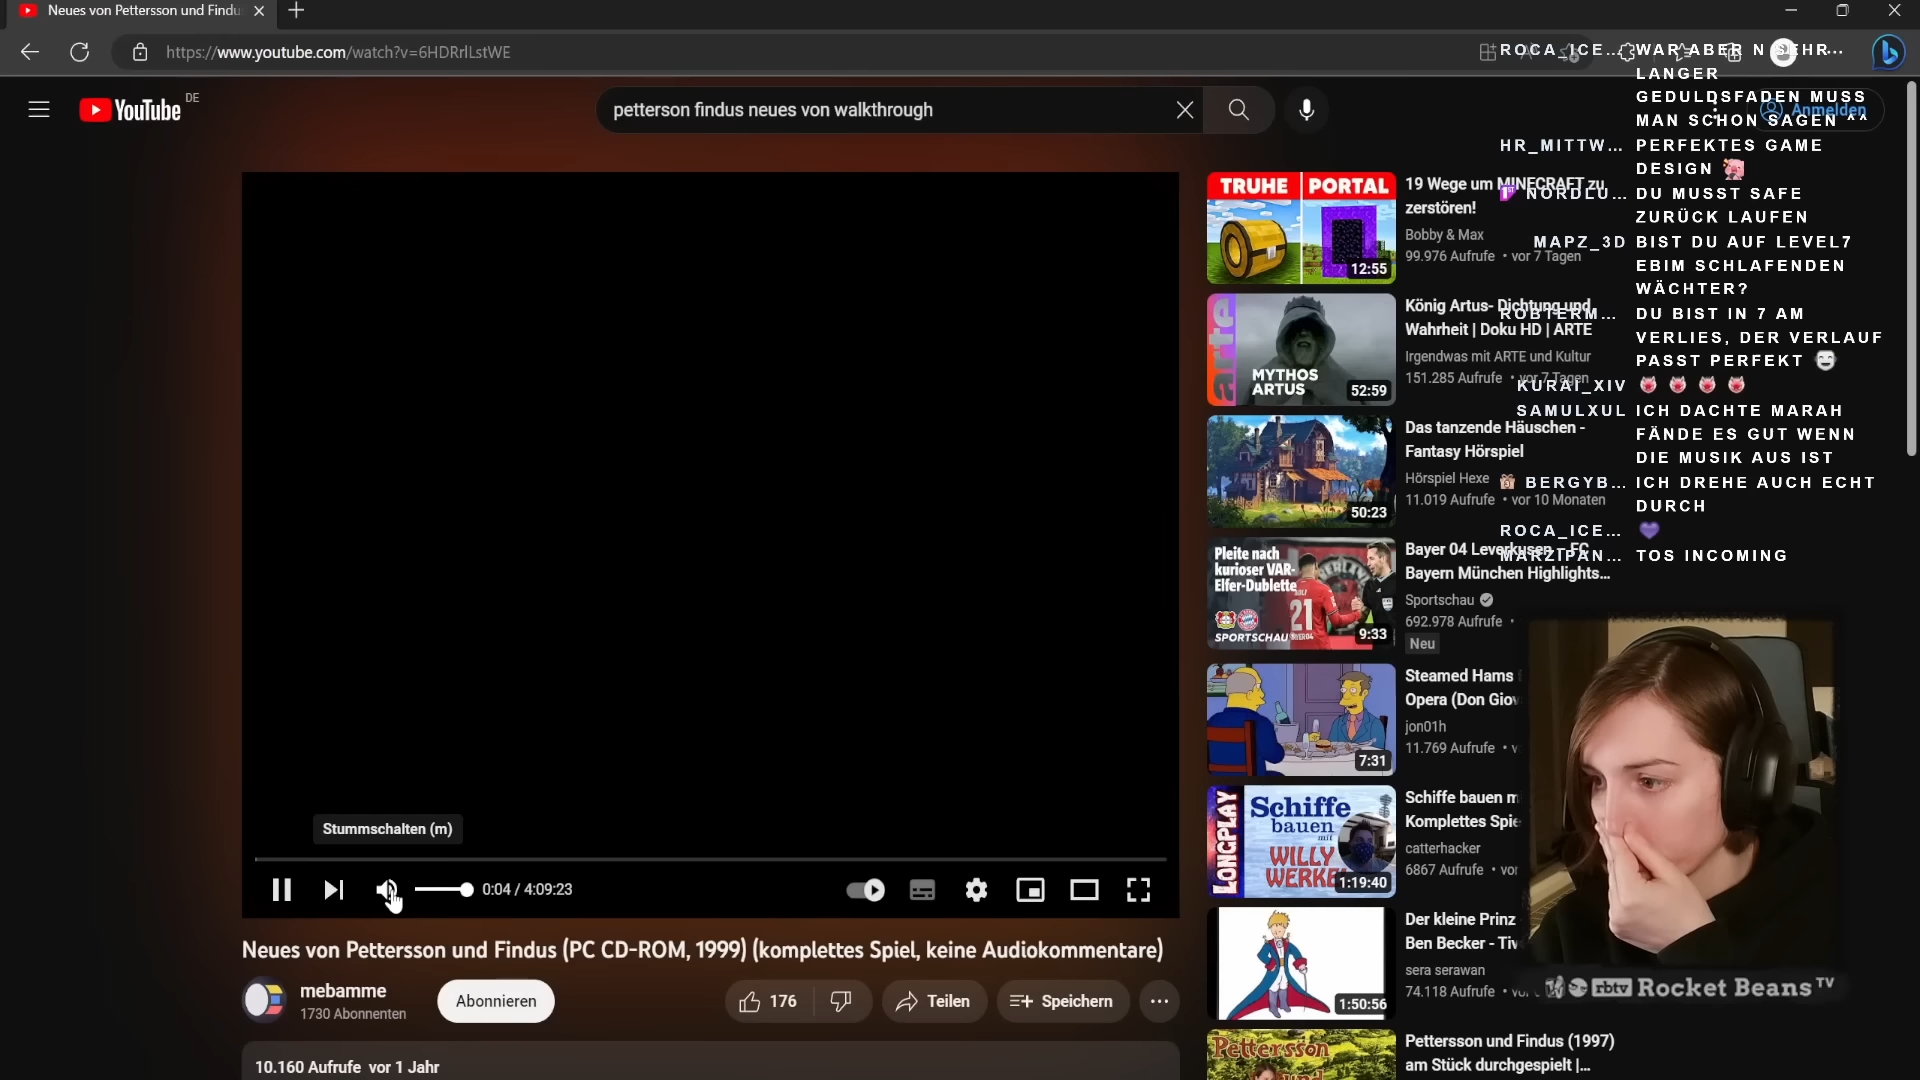 Neues von Pettersson und Findu
https://www.youtube.com/watch?v=6HDRrlLstWE
YouTube DE
petterson findus neues von walkthrough
Anmelden
Stummschalten (m)
0:04 / 4:09:23
Neues von Pettersson und Findus (PC CD-ROM, 1999) (komplettes Spiel, keine Audiokommentare)
mebamme
1730 Abonnenten
Abonnieren
176
Teilen
Speichern
10.160 Aufrufe vor 1 Jahr
TRUHE PORTAL
12:55
19 Wege um MINECRAFT zu
zerstören!
Bobby & Max
99.976 Aufrufe • vor 7 Tagen
arte
MYTHOS
ARTUS
52:59
König Artus- Dichtung und
Wahrheit | Doku HD | ARTE
Irgendwas mit ARTE und Kultur
151.285 Aufrufe • vor 7 Tagen
50:23
Das tanzende Häuschen -
Fantasy Hörspiel
Hörspiel Hexe
11.019 Aufrufe • vor 10 Monaten
Pleite nach
kurioser VAR-
Elfer-Dublette
21
SPORTSCHAU
9:33
Bayer 04 Leverkusen - FC
Bayern München Highlights...
Sportschau
692.978 Aufrufe •
Neu
7:31
Steamed Hams
Opera (Don Giov
jon01h
11.769 Aufrufe •
LONGPLAY
Schiffe
bauen mit
WILLY
WERKE
1:19:40
Schiffe bauen m
Komplettes Spie
catterhacker
6867 Aufrufe • vor
1:50:56
Der kleine Prinz
Ben Becker - Tiv
sera serawan
74.118 Aufrufe •
Pettersson
und
Pettersson und Findus (1997)
am Stück durchgespielt |...
ROCA_ICE... WAR ABER N SEHR
LANGER
GEDULDSFADEN MUSS
MAN SCHON SAGEN ^^
HR_MITTW... PERFEKTES GAME
DESIGN
NORDLU... DU MUSST SAFE
ZURÜCK LAUFEN
MAPZ_3D BIST DU AUF LEVEL7
EBIM SCHLAFENDEN
WÄCHTER?
ROBTERM... DU BIST IN 7 AM
VERLIES, DER VERLAUF
PASST PERFEKT
KURAI_XIV
SAMULXUL ICH DACHTE MARAH
FÄNDE ES GUT WENN
DIE MUSIK AUS IST
BERGYB... ICH DREHE AUCH ECHT
DURCH
ROCA_ICE...
MARZIPAN... TOS INCOMING
rbtv Rocket Beans TV